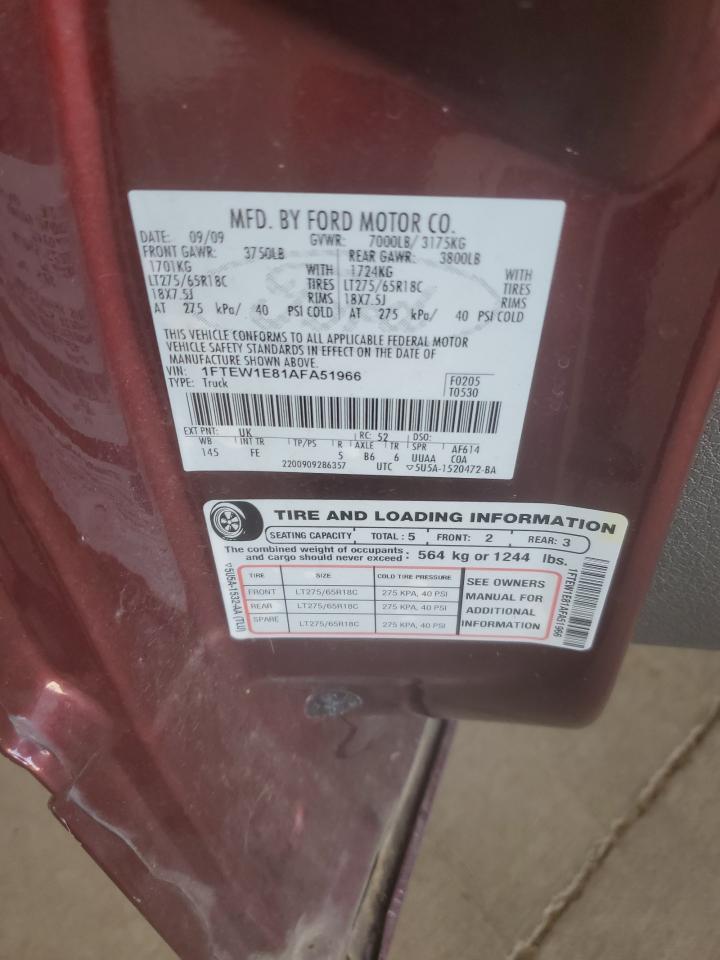 MFD. BY FORD MOTOR CO.
DATE: 09/09 GVWR: 7000LB/ 3175KG
FRONT GAWR: 3750LB REAR GAWR: 3800LB
1701KG WITH 1724KG WITH
LT275/65R18C TIRES LT275/65R18C TIRES
18X7.5J RIMS 18X7.5J RIMS
AT 275 kPa/ 40 PSI COLD AT 275 kPa/ 40 PSI COLD
THIS VEHICLE CONFORMS TO ALL APPLICABLE FEDERAL MOTOR
VEHICLE SAFETY STANDARDS IN EFFECT ON THE DATE OF
MANUFACTURE SHOWN ABOVE.
VIN: 1FTEW1E81AFA51966
TYPE: Truck
F0205
T0530
EXT PNT: UK RC: 52 DSO:
WB INT TR TP/PS R AXLE TR SPR AF614
145 FE 5 B6 6 UUAA COA
2200909286357 UTC ▽5U5A-1520472-BA
Ford
TIRE AND LOADING INFORMATION
SEATING CAPACITY TOTAL: 5 FRONT: 2 REAR: 3
The combined weight of occupants
and cargo should never exceed: 564 kg or 1244 lbs.
TIRE SIZE COLD TIRE PRESSURE
FRONT LT275/65R18C 275 KPA, 40 PSI
REAR LT275/65R18C 275 KPA, 40 PSI
SPARE LT275/65R18C 275 KPA, 40 PSI
SEE OWNERS
MANUAL FOR
ADDITIONAL
INFORMATION
▽5U5A-1532-AA (TLU)
1FTEW1E81AFA51966